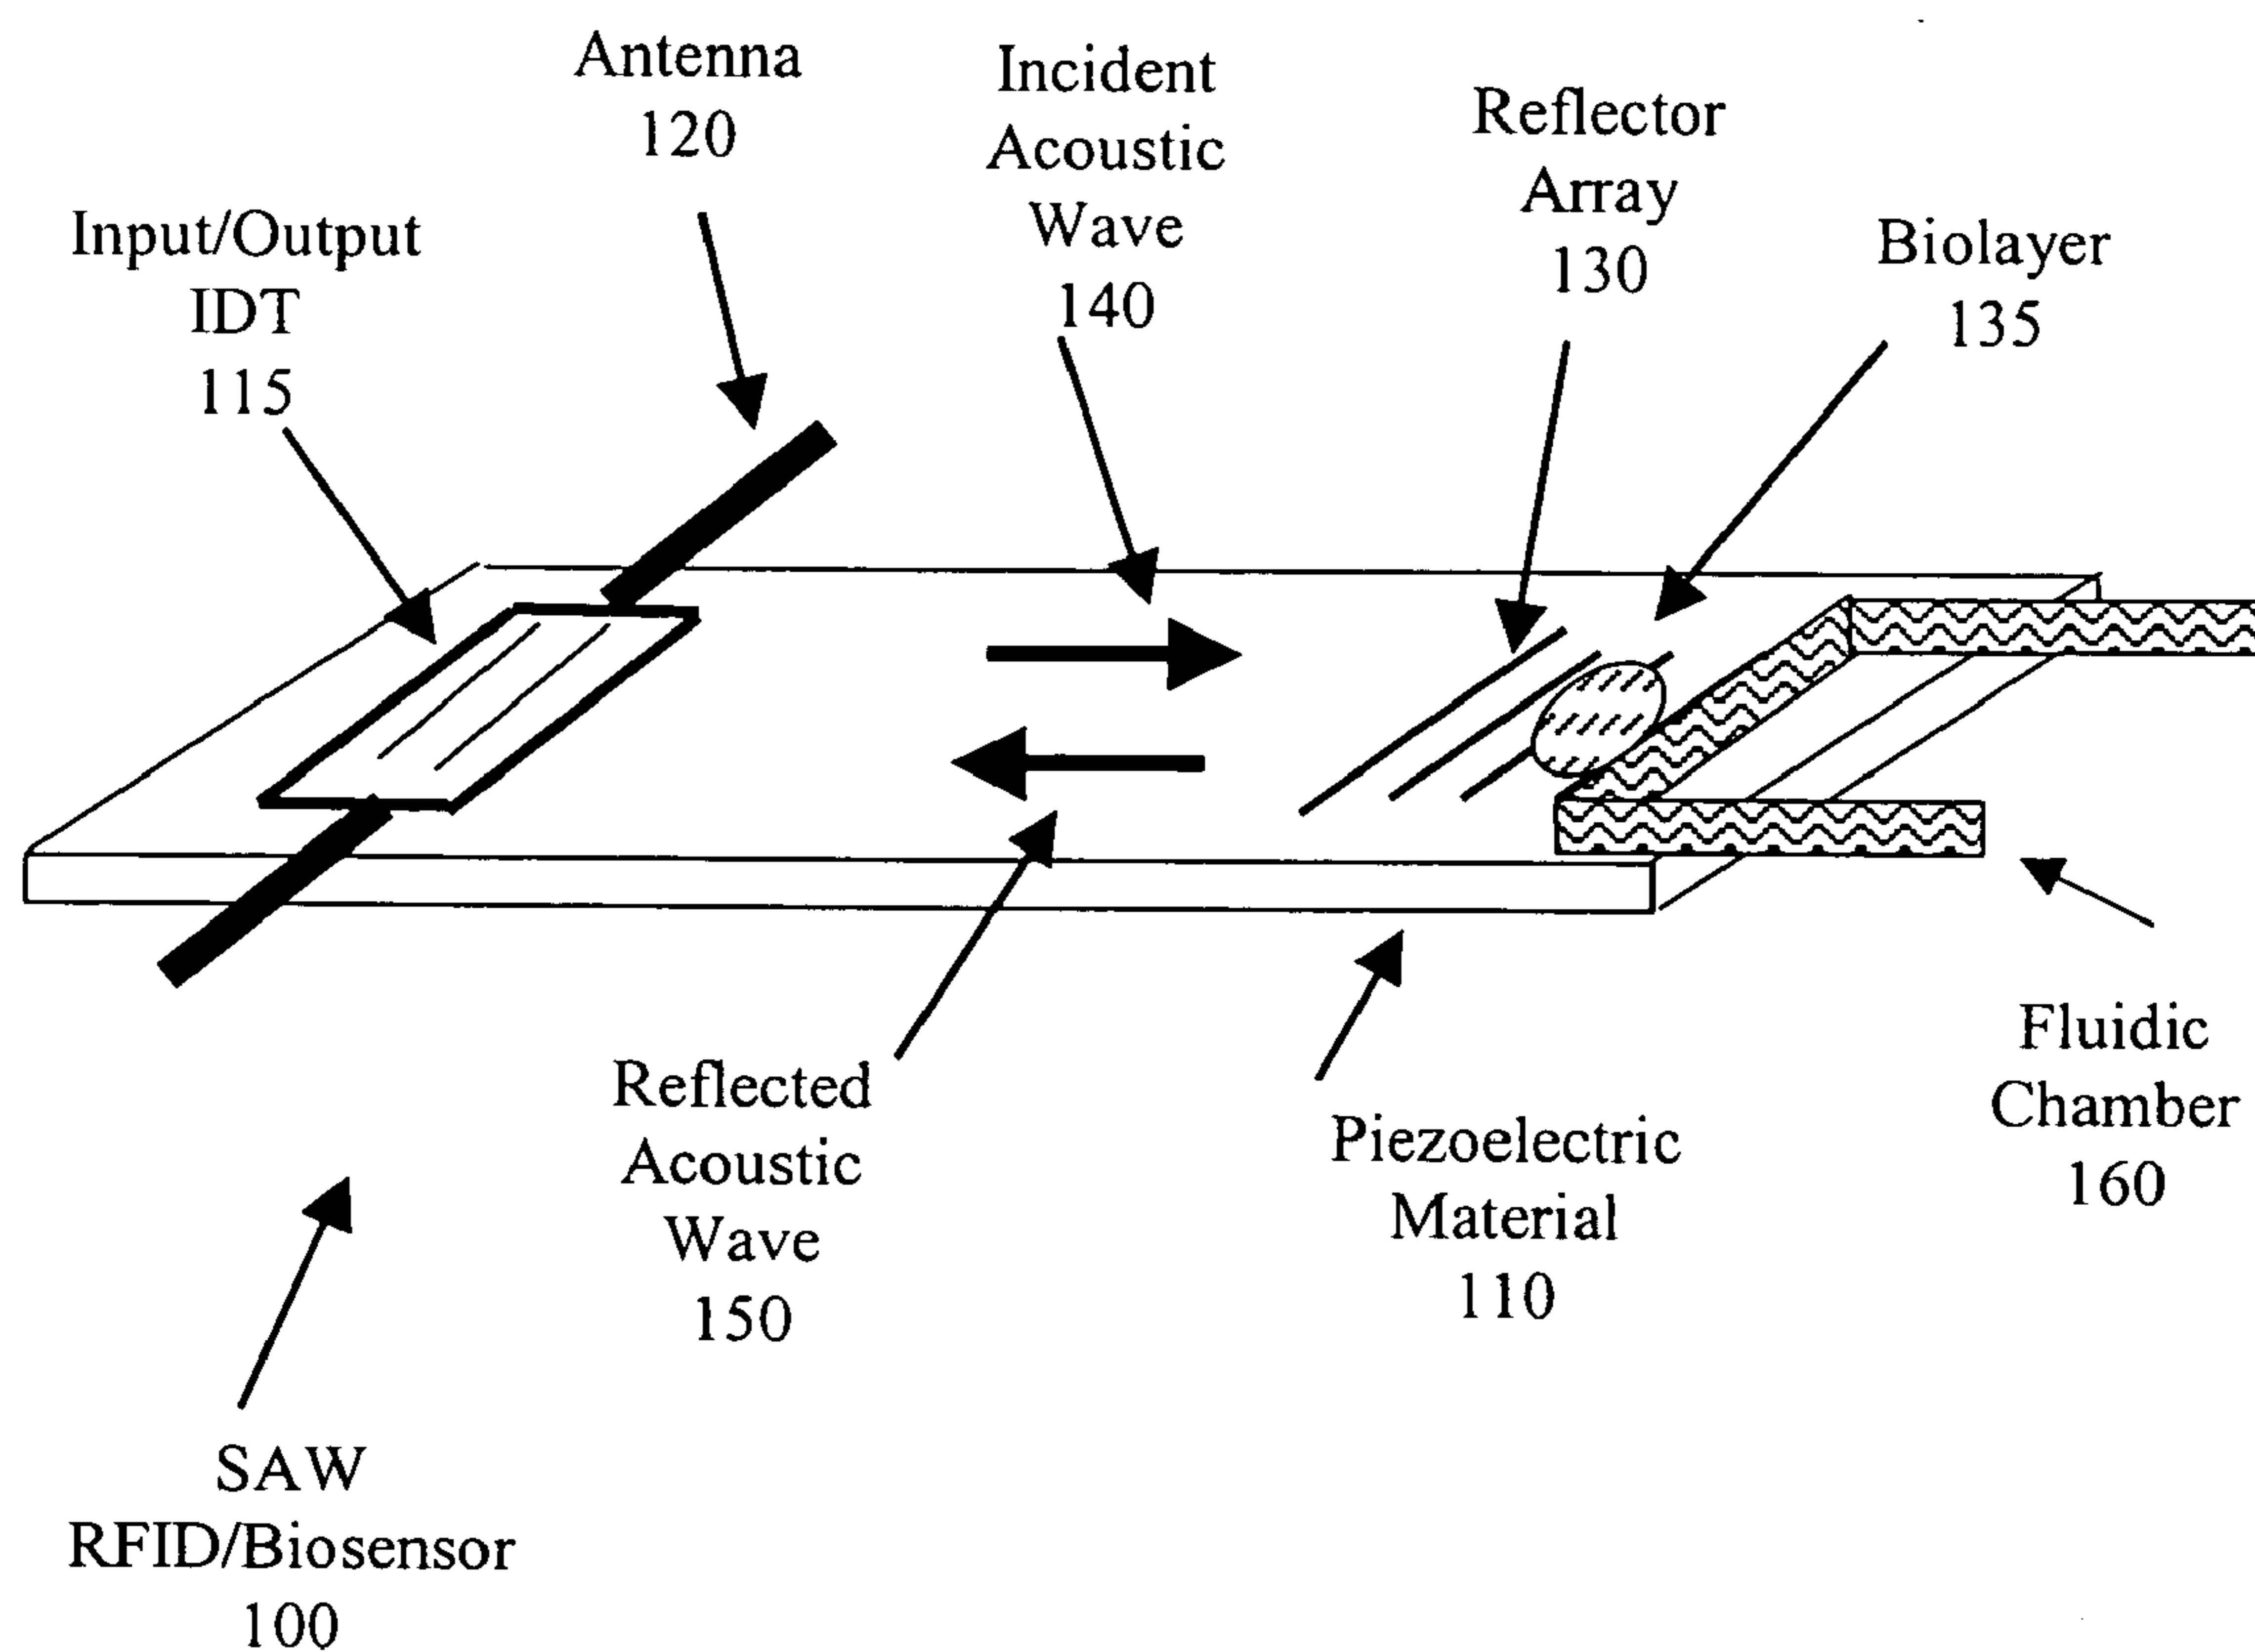 Antenna
120
Incident
Acoustic
Wave
140
Reflector
Array
130
Biolayer
135
Input/Output
IDT
115
Reflected
Acoustic
Wave
150
Piezoelectric
Material
110
Fluidic
Chamber
160
SAW
RFID/Biosensor
100